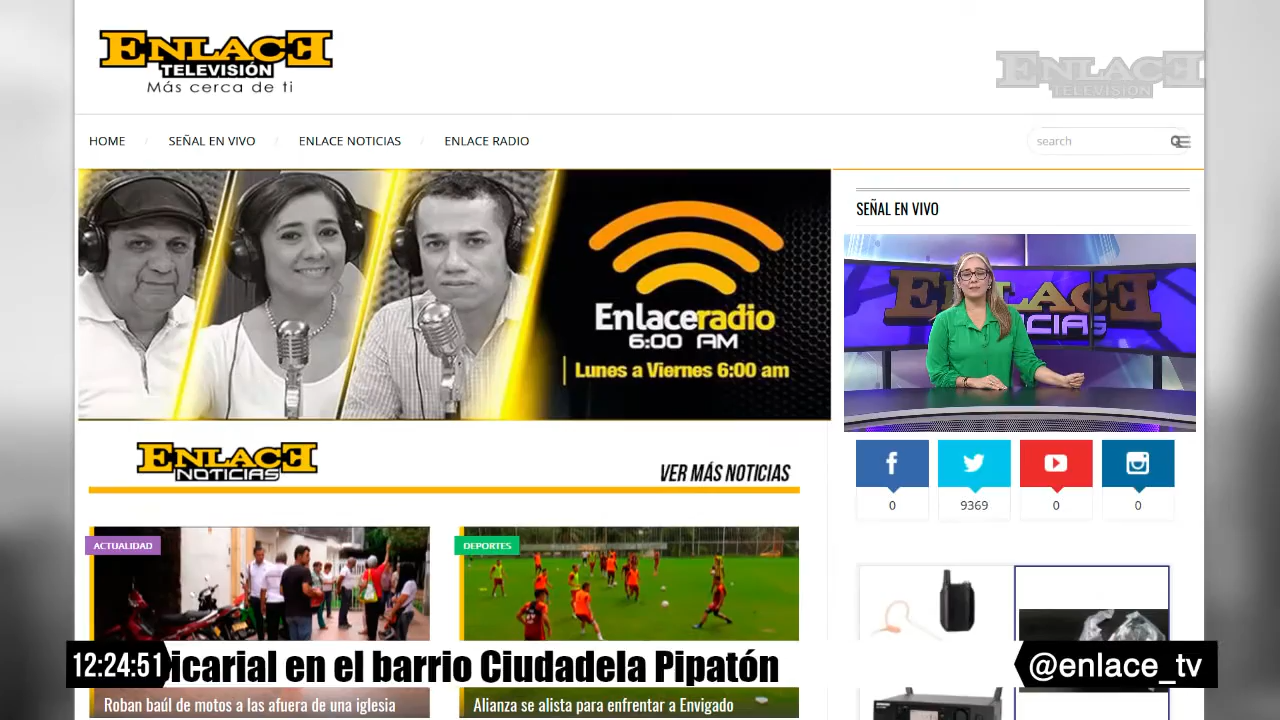 ENLACE
TELEVISIÓN
Más cerca de ti
ENLACE
TELEVISIÓN
HOME / SEÑAL EN VIVO / ENLACE NOTICIAS / ENLACE RADIO
search
SEÑAL EN VIVO
Enlaceradio
6:00 AM
Lunes a Viernes 6:00 am
ENLACE
NOTICIAS
0 9369 0 0
ENLACE
NOTICIAS
VER MÁS NOTICIAS
ACTUALIDAD
DEPORTES
12:24:51 icarial en el barrio Ciudadela Pipatón @enlace_tv
Roban baúl de motos a las afuera de una iglesia
Alianza se alista para enfrentar a Envigado